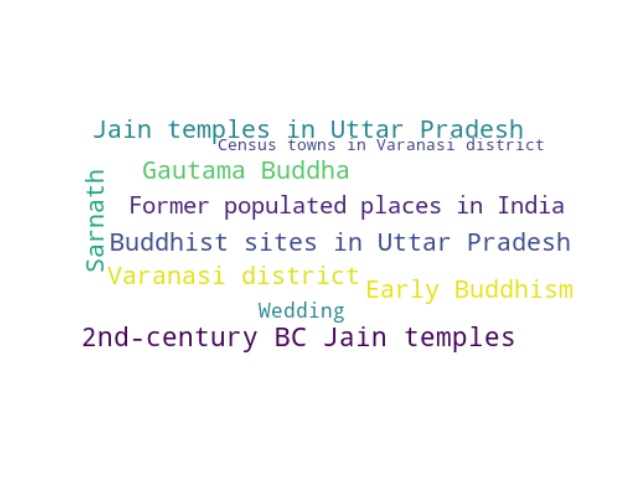 Jain temples in Uttar Pradesh
Census towns in Varanasi district
Gautama Buddha
Sarnath
Former populated places in India
Buddhist sites in Uttar Pradesh
Varanasi district
Early Buddhism
Wedding
2nd-century BC Jain temples